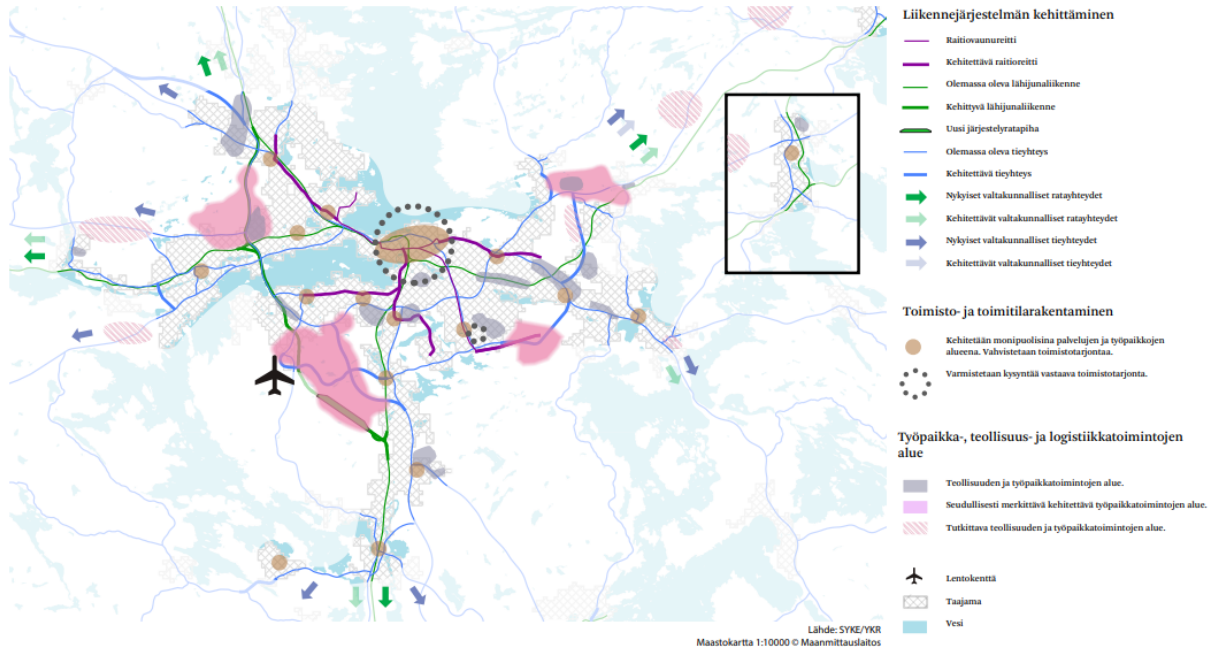 Liikennejärjestelmän kehittäminen
Raitiovaunureitti
Kehitettävä raitioreitti
Olemassa oleva lähijunaliikenne
Kehittyvä lähijunaliikenne
Uusi järjestelyratapiha
Olemassa oleva tieyhteys
Kehitettävä tieyhteys
Nykyiset valtakunnalliset ratayhteydet
Kehitettävät valtakunnalliset ratayhteydet
Nykyiset valtakunnalliset tieyhteydet
Kehitettävät valtakunnalliset tieyhteydet
Toimisto- ja toimitilarakentaminen
Kehitetään monipuolisina palvelujen ja työpaikkojen
alueena. Vahvistetaan toimistotarjontaa.
Varmistetaan kysyntää vastaava toimistotarjonta.
Työpaikka-, teollisuus- ja logistiikkatoimintojen
alue
Teollisuuden ja työpaikkatoimintojen alue.
Seudullisesti merkittävä kehitettävä työpaikkatoimintojen alue.
Tutkittava teollisuuden ja työpaikkatoimintojen alue.
Lentokenttä
Taajama
Vesi
Lähde: SYKE/YKR
Maastokartta 1:10000 © Maanmittauslaitos